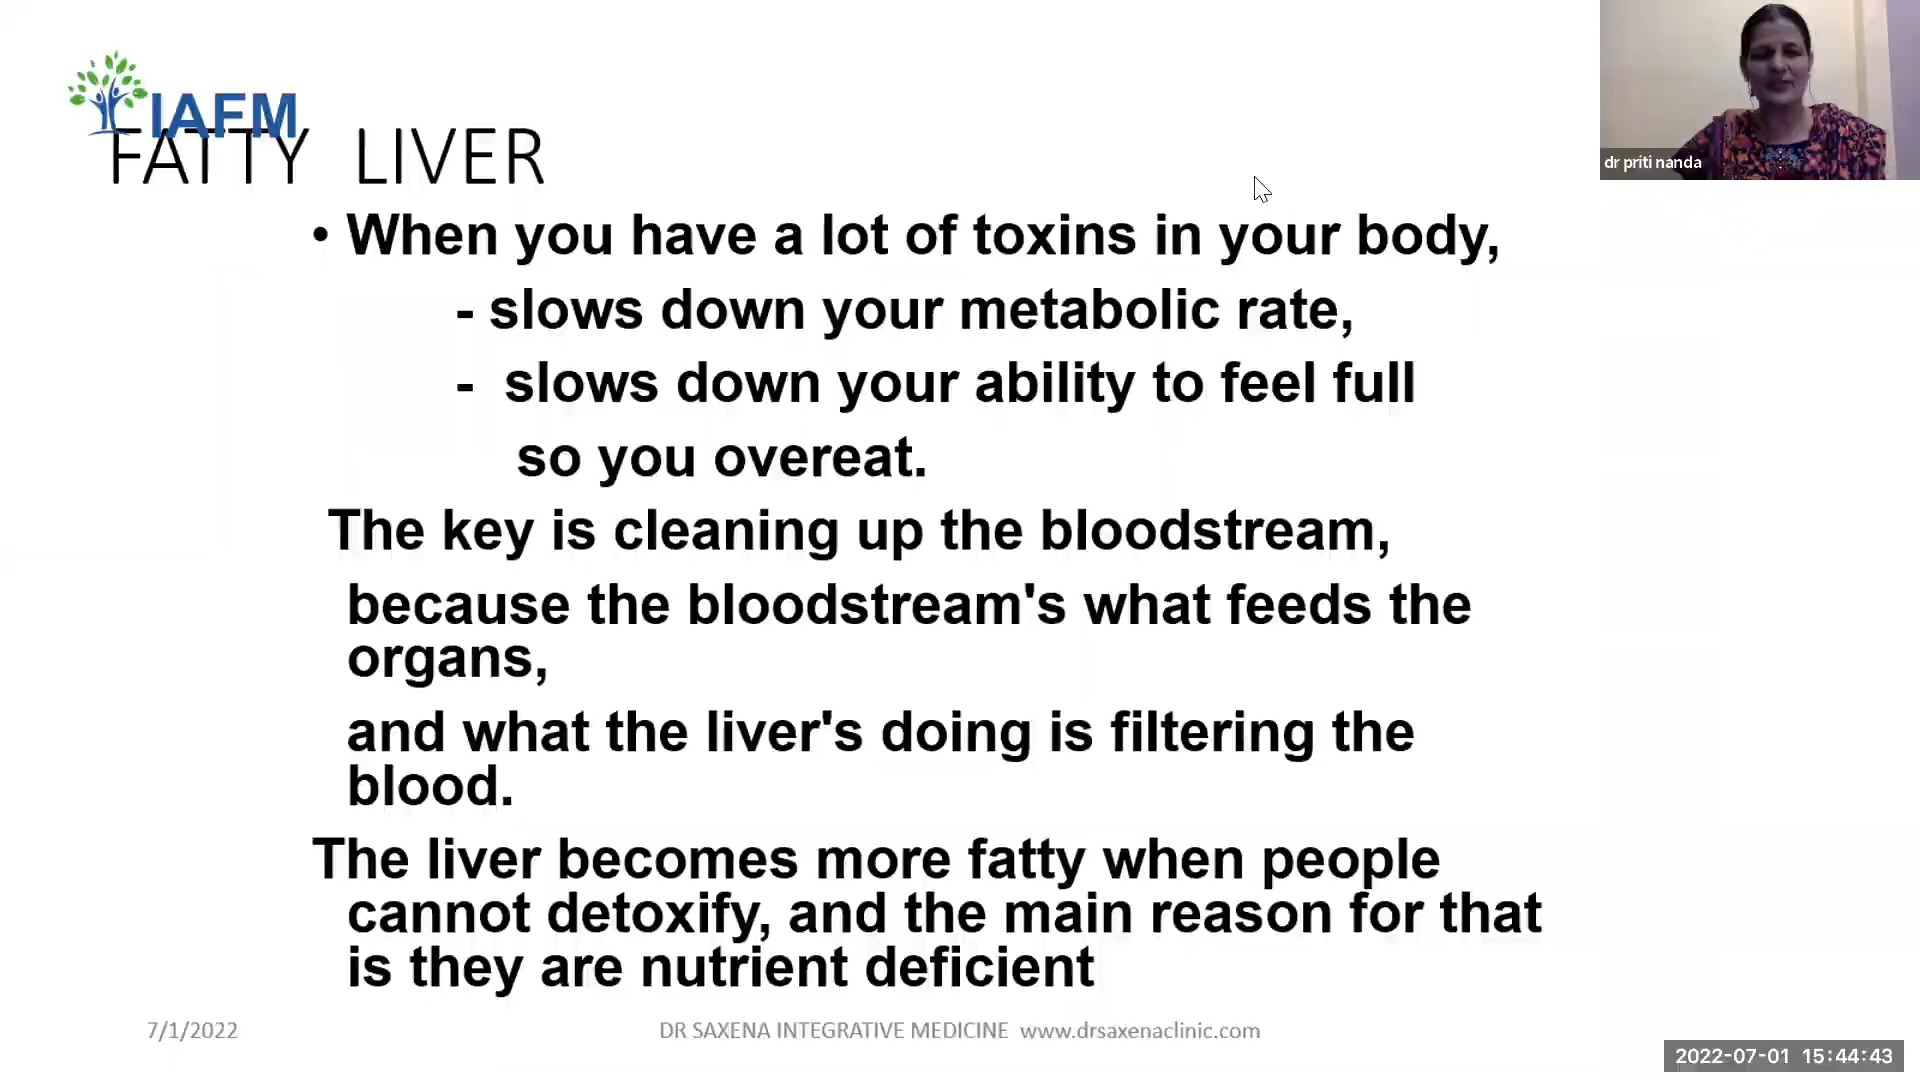 IAFM
FATTY LIVER
dr priti nanda
• When you have a lot of toxins in your body,
- slows down your metabolic rate,
- slows down your ability to feel full
so you overeat.
The key is cleaning up the bloodstream,
because the bloodstream's what feeds the
organs,
and what the liver's doing is filtering the
blood.
The liver becomes more fatty when people
cannot detoxify, and the main reason for that
is they are nutrient deficient
7/1/2022
DR SAXENA INTEGRATIVE MEDICINE www.drsaxenaclinic.com
2022-07-01 15:44:43